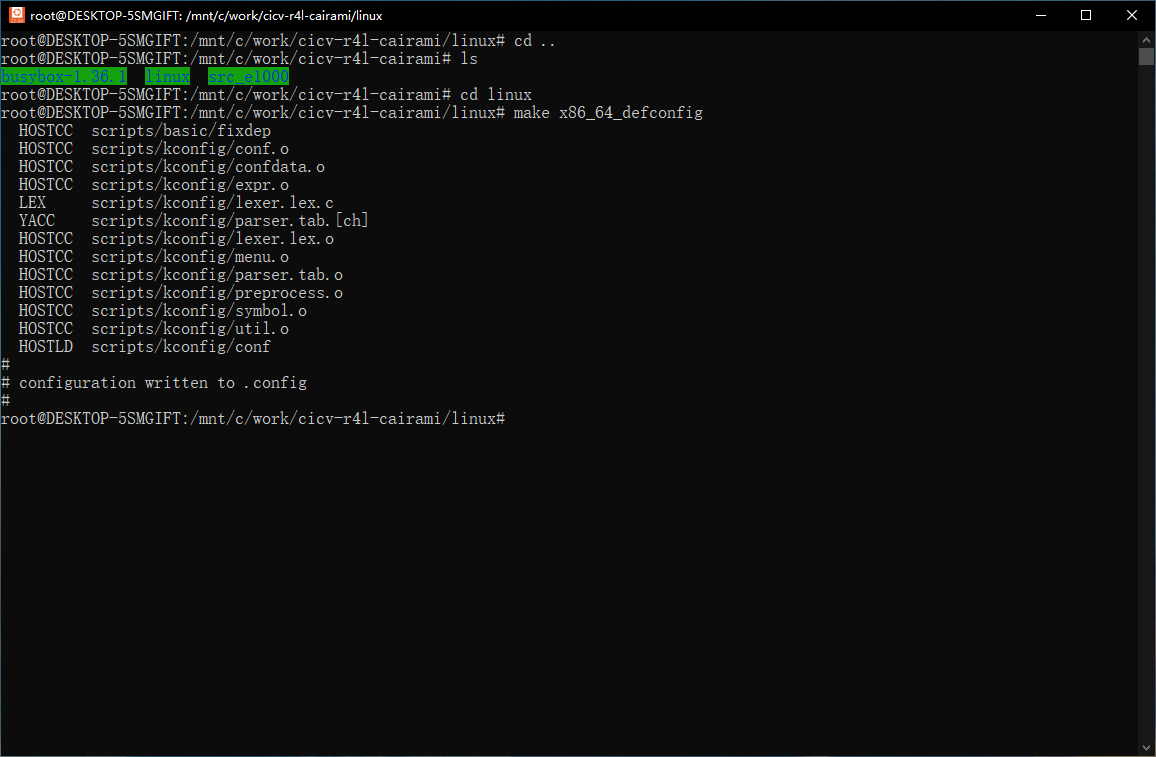 root@DESKTOP-5SMGIFT: /mnt/c/work/cicv-r4l-cairami/linux
root@DESKTOP-5SMGIFT:/mnt/c/work/cicv-r4l-cairami/linux# cd ..
root@DESKTOP-5SMGIFT:/mnt/c/work/cicv-r4l-cairami# ls
busybox-1.36.1  linux  src_e1000
root@DESKTOP-5SMGIFT:/mnt/c/work/cicv-r4l-cairami# cd linux
root@DESKTOP-5SMGIFT:/mnt/c/work/cicv-r4l-cairami/linux# make x86_64_defconfig
  HOSTCC  scripts/basic/fixdep
  HOSTCC  scripts/kconfig/conf.o
  HOSTCC  scripts/kconfig/confdata.o
  HOSTCC  scripts/kconfig/expr.o
  LEX     scripts/kconfig/lexer.lex.c
  YACC    scripts/kconfig/parser.tab.[ch]
  HOSTCC  scripts/kconfig/lexer.lex.o
  HOSTCC  scripts/kconfig/menu.o
  HOSTCC  scripts/kconfig/parser.tab.o
  HOSTCC  scripts/kconfig/preprocess.o
  HOSTCC  scripts/kconfig/symbol.o
  HOSTCC  scripts/kconfig/util.o
  HOSTLD  scripts/kconfig/conf
#
# configuration written to .config
#
root@DESKTOP-5SMGIFT:/mnt/c/work/cicv-r4l-cairami/linux#